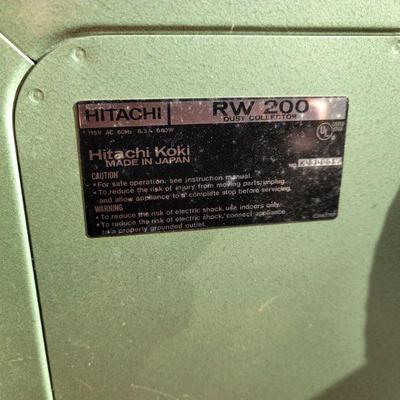 HITACHI RW 200
DUST COLLECTOR
115V AC 60Hz 6.3A 680W
Hitachi Koki
MADE IN JAPAN
CAUTION
• For safe operation, see instruction manual.
• To reduce the risk of injury from moving parts, unplug,
and allow appliance to a complete stop before servicing.
WARNING
• To reduce the risk of electric shock, use indoors only.
• To reduce the risk of electric shock, connect appliance
to a properly grounded outlet.